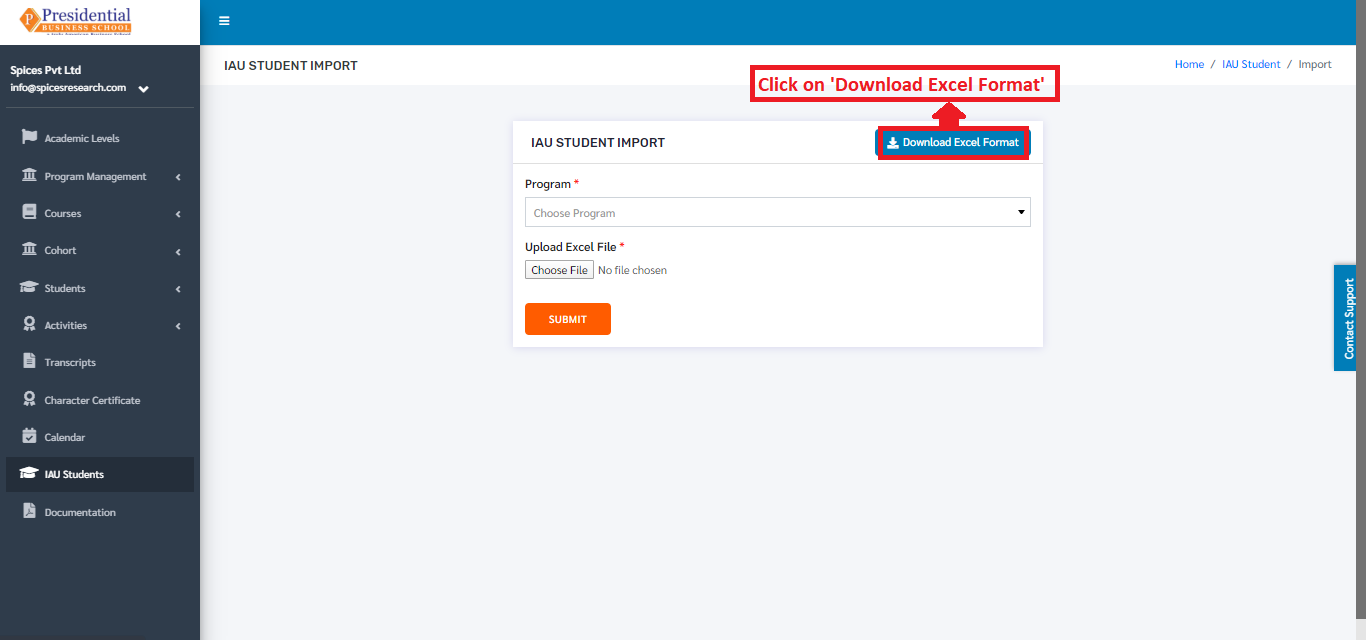 Presidential
BUSINESS SCHOOL
IAU STUDENT IMPORT
Home / IAU Student / Import
Spices Pvt Ltd
info@spicesresearch.com
Click on 'Download Excel Format'
Academic Levels
Program Management
Courses
Cohort
Students
Activities
Transcripts
Character Certificate
Calendar
IAU Students
Documentation
IAU STUDENT IMPORT
Download Excel Format
Program *
Choose Program
Upload Excel File *
Choose File No file chosen
SUBMIT
Contact Support